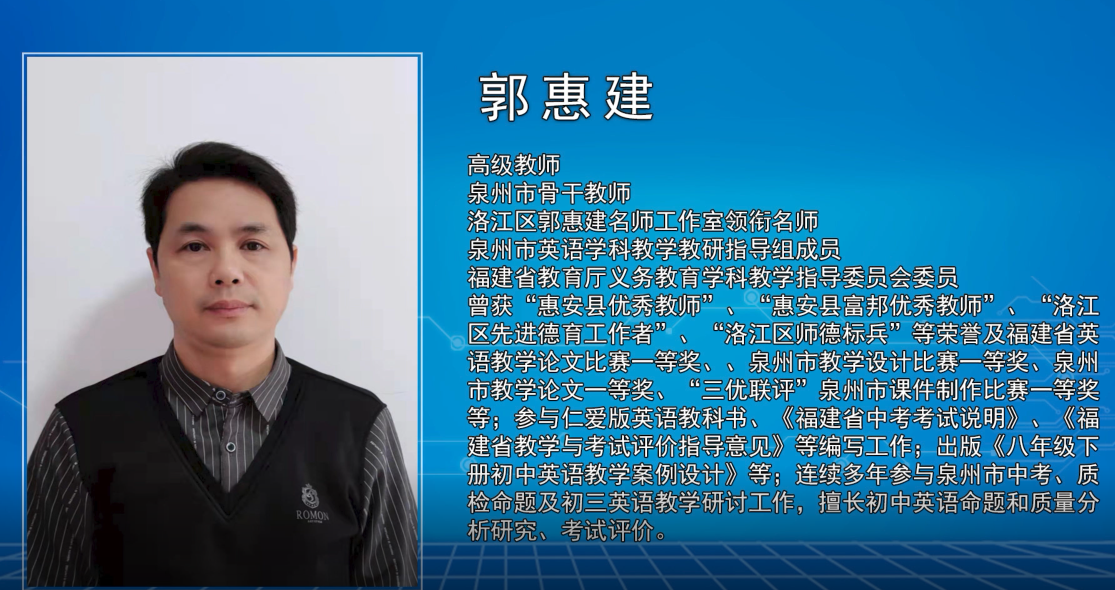 郭惠建
高级教师
泉州市骨干教师
洛江区郭惠建名师工作室领衔名师
泉州市英语学科教学教研指导组成员
福建省教育厅义务教育学科教学指导委员会委员
曾获“惠安县优秀教师”、“惠安县富邦优秀教师”、“洛江
区先进德育工作者”、“洛江区师德标兵”等荣誉及福建省英
语教学论文比赛一等奖、、泉州市教学设计比赛一等奖、泉州
市教学论文一等奖、“三优联评”泉州市课件制作比赛一等奖
等；参与仁爱版英语教科书、《福建省中考考试说明》、《福
建省教学与考试评价指导意见》等编写工作；出版《八年级下
册初中英语教学案例设计》等；连续多年参与泉州市中考、质
检命题及初三英语教学研讨工作，擅长初中英语命题和质量分
析研究、考试评价。
ROMON